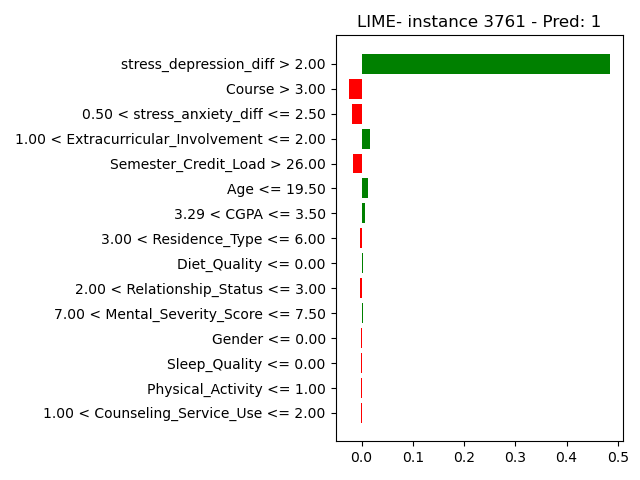 LIME- instance 3761 - Pred: 1
stress_depression_diff > 2.00
Course > 3.00
0.50 < stress_anxiety_diff <= 2.50
1.00 < Extracurricular_Involvement <= 2.00
Semester_Credit_Load > 26.00
Age <= 19.50
3.29 < CGPA <= 3.50
3.00 < Residence_Type <= 6.00
Diet_Quality <= 0.00
2.00 < Relationship_Status <= 3.00
7.00 < Mental_Severity_Score <= 7.50
Gender <= 0.00
Sleep_Quality <= 0.00
Physical_Activity <= 1.00
1.00 < Counseling_Service_Use <= 2.00
0.0 0.1 0.2 0.3 0.4 0.5